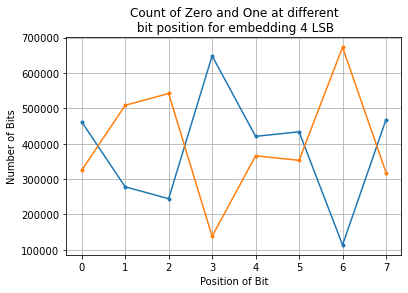 Count of Zero and One at different
bit position for embedding 4 LSB
700000
600000
500000
400000
300000
200000
100000
Number of Bits
0 1 2 3 4 5 6 7
Position of Bit